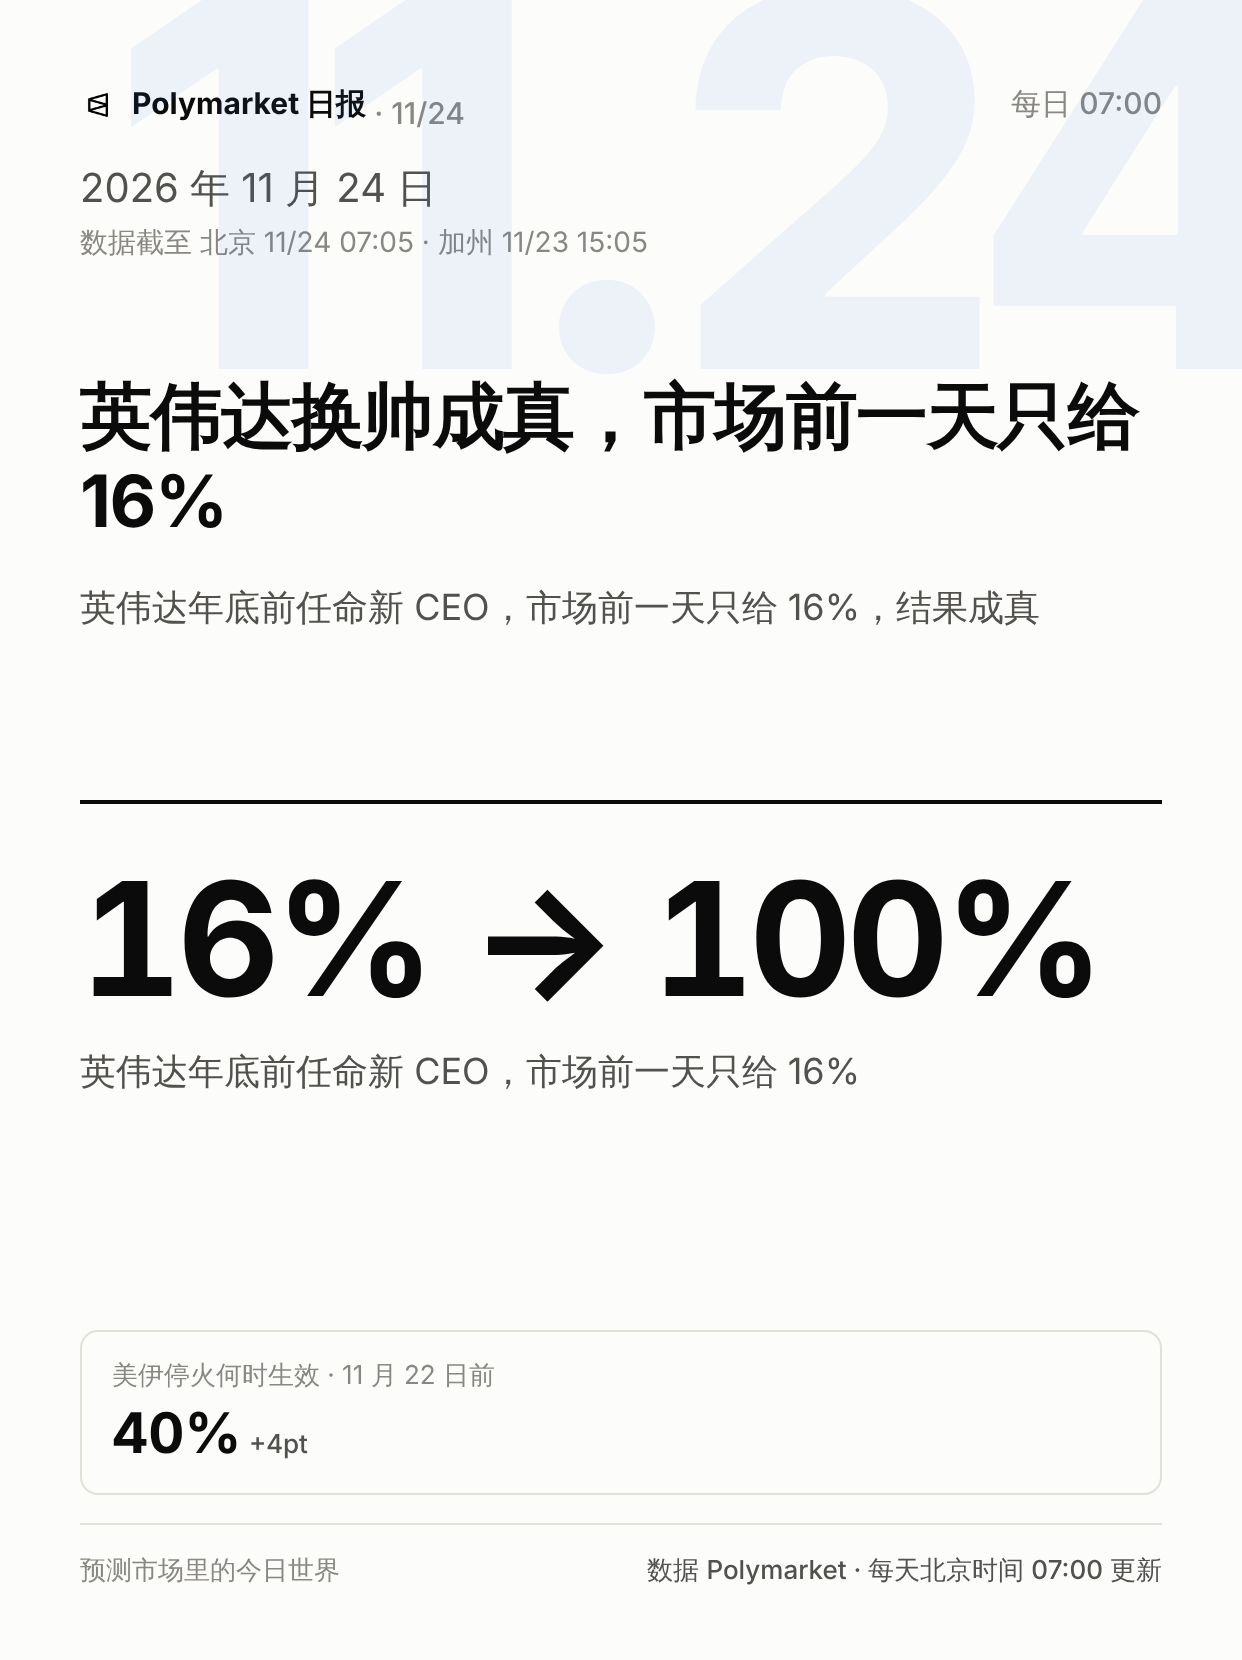 11.24
Polymarket 日报 · 11/24
每日 07:00
2026 年 11 月 24 日
数据截至 北京 11/24 07:05 · 加州 11/23 15:05
英伟达换帅成真，市场前一天只给
16%
英伟达年底前任命新 CEO，市场前一天只给 16%，结果成真
16% → 100%
英伟达年底前任命新 CEO，市场前一天只给 16%
美伊停火何时生效 · 11 月 22 日前
40% +4pt
预测市场里的今日世界
数据 Polymarket · 每天北京时间 07:00 更新